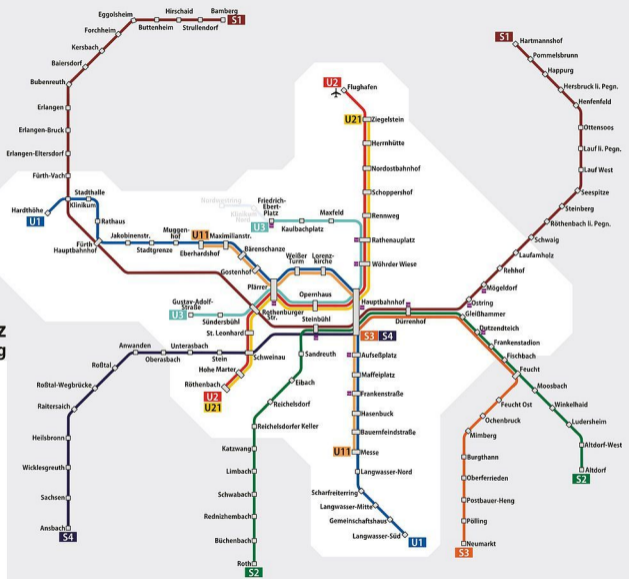 Bamberg
S1
Hirschaid
Eggolsheim
Strullendorf
Buttenheim
Forchheim
Kersbach
Baiersdorf
Bubenreuth
Erlangen
Erlangen-Bruck
Erlangen-Eltersdorf
Fürth-Vach
Stadthalle
Klinikum
Hardthöhe
U1
Rathaus
Fürth
Hauptbahnhof
Jakobinenstr.
Stadtgrenze
Muggen-
hof
Eberhardshof
U11
Maximilianstr.
Bärenschanze
Gostenhof
Plärrer
Weißer
Turm
Lorenz-
kirche
Opernhaus
Friedrich-
Ebert-
Platz
U3
Kaulbachplatz
Maxfeld
U2
Flughafen
U21
Ziegelstein
Herrnhütte
Nordostbahnhof
Schoppershof
Rennweg
Rathenauplatz
Wöhrder Wiese
Hauptbahnhof
S3
S4
Dürrenhof
S1
Hartmannshof
Pommelsbrunn
Happurg
Hersbruck li. Pegn.
Henfenfeld
Ottensoos
Lauf li. Pegn.
Lauf West
Seespitze
Steinberg
Röthenbach li. Pegn.
Schwaig
Laufamholz
Rehhof
Mögeldorf
Ostring
Gleißhammer
Dutzendteich
Frankenstadion
Fischbach
Feucht
Moosbach
Winkelhaid
Ludersheim
Altdorf-West
Altdorf
S2
Feucht Ost
Ochenbruck
Mimberg
Burgthann
Oberferrieden
Postbauer-Heng
Pölling
Neumarkt
S3
Gustav-Adolf-
Straße
U3
Sündersbühl
Rothenburger
Str.
St. Leonhard
Schweinau
Hohe Marter
Röthenbach
U2
U21
Steinbühl
Sandreuth
Eibach
Reichelsdorf
Reichelsdorfer Keller
Katzwang
Limbach
Schwabach
Rednitzhembach
Büchenbach
Roth
S2
Stein
Unterasbach
Oberasbach
Anwanden
Roßtal
Roßtal-Wegbrücke
Raitersaich
Heilsbronn
Wicklesgreuth
Sachsen
Ansbach
S4
Aufseßplatz
Maffeiplatz
Frankenstraße
Hasenbuck
Bauernfeindstraße
U11
Messe
Langwasser-Nord
Scharfreiterring
Langwasser-Mitte
Gemeinschaftshaus
Langwasser-Süd
U1
z
g